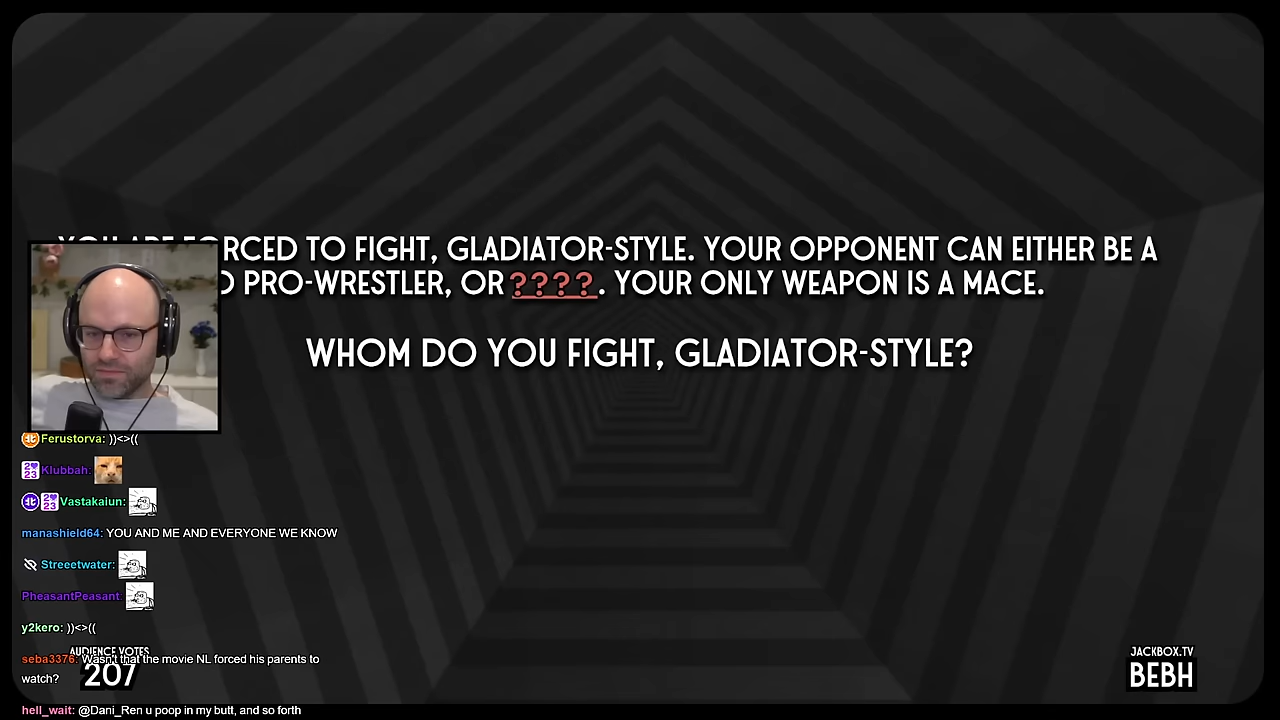 YOU ARE FORCED TO FIGHT, GLADIATOR-STYLE. YOUR OPPONENT CAN EITHER BE A
PRO-WRESTLER, OR ????. YOUR ONLY WEAPON IS A MACE.
WHOM DO YOU FIGHT, GLADIATOR-STYLE?
Ferustorva: ))<>((
Klubbah:
Vastakaiun:
manashield64: YOU AND ME AND EVERYONE WE KNOW
Streeetwater:
PheasantPeasant:
y2kero: ))<>((
AUDIENCE VOTES
207
seba3376: Wasn't that the movie NL forced his parents to
watch?
hell_wait: @Dani_Ren u poop in my butt, and so forth
JACKBOX.TV
BEBH